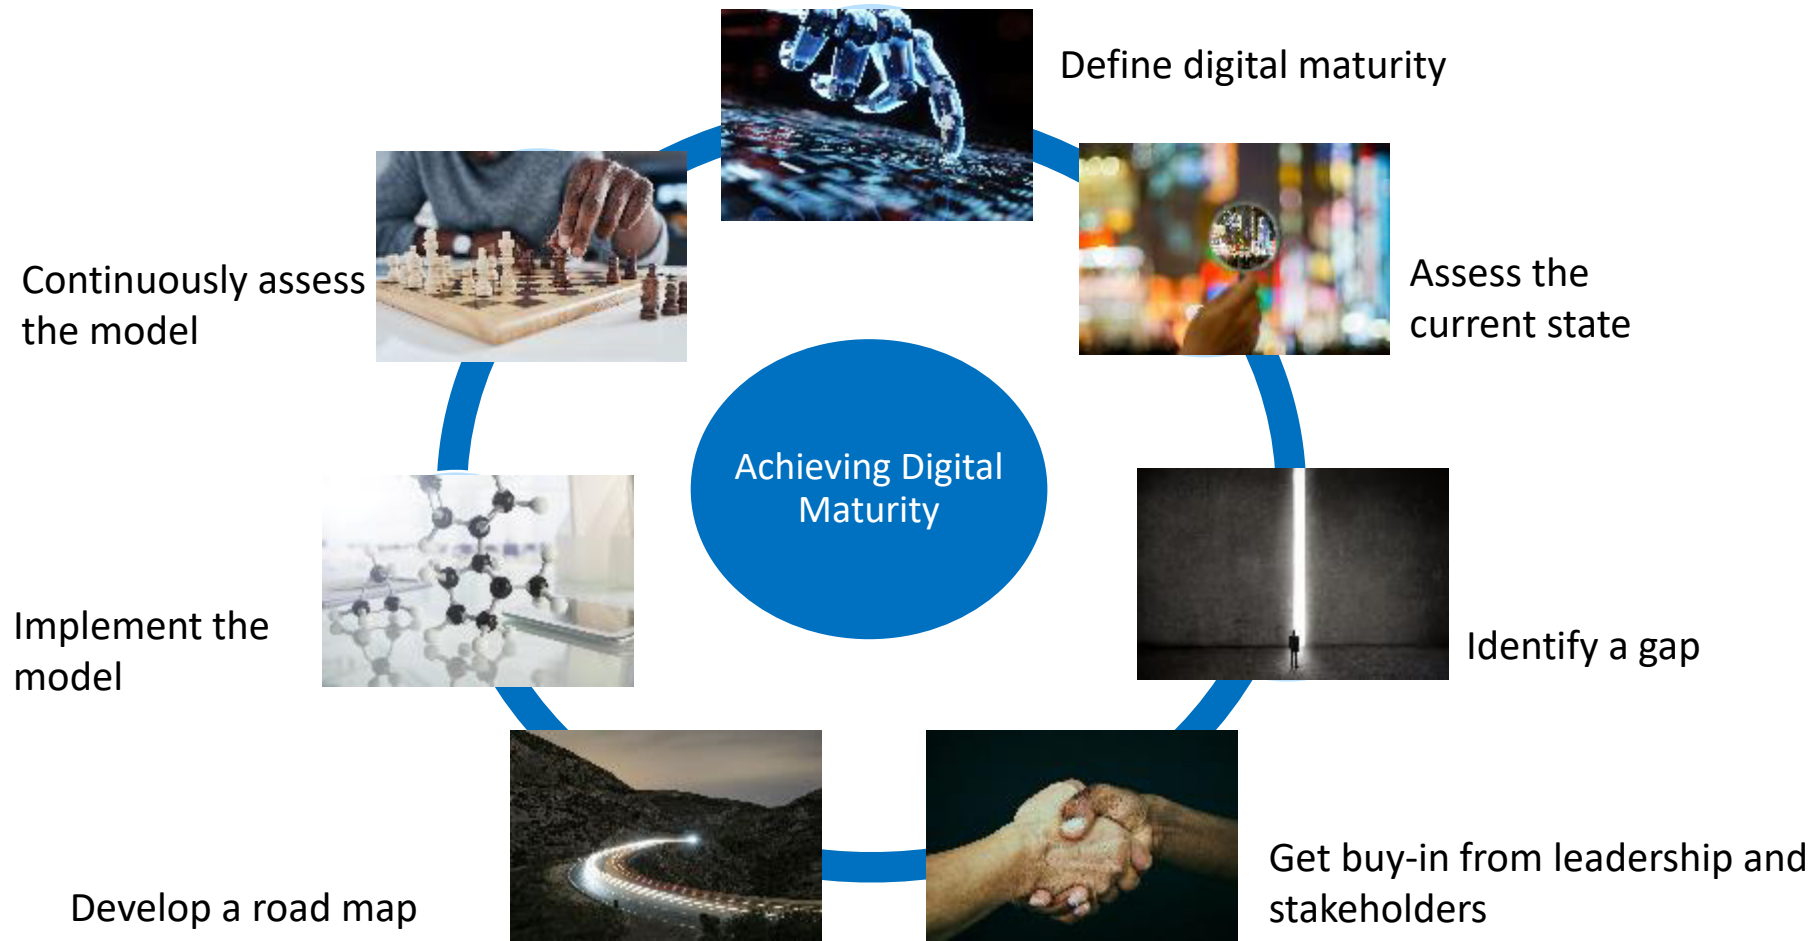 Define digital maturity
Assess the
current state
Identify a gap
Get buy-in from leadership and
stakeholders
Develop a road map
Implement the
model
Continuously assess
the model
Achieving Digital
Maturity